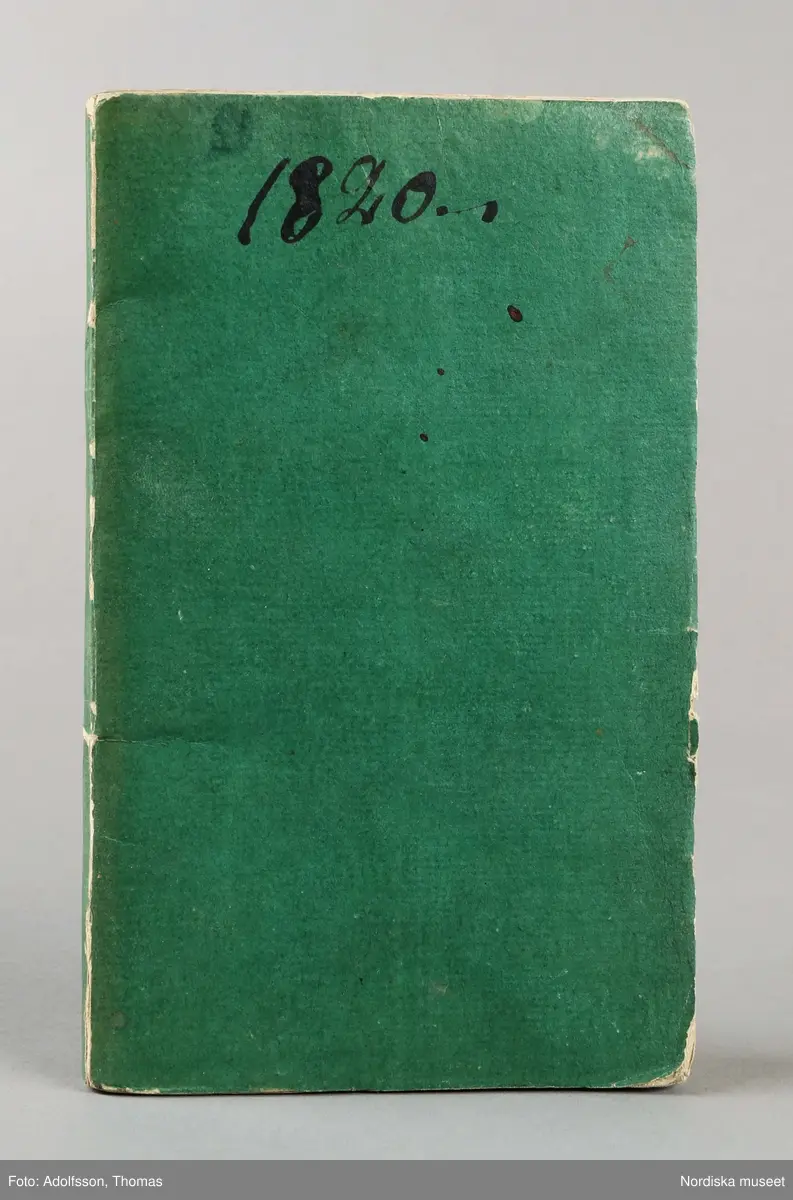 1820.
Foto: Adolfsson, Thomas
Nordiska museet